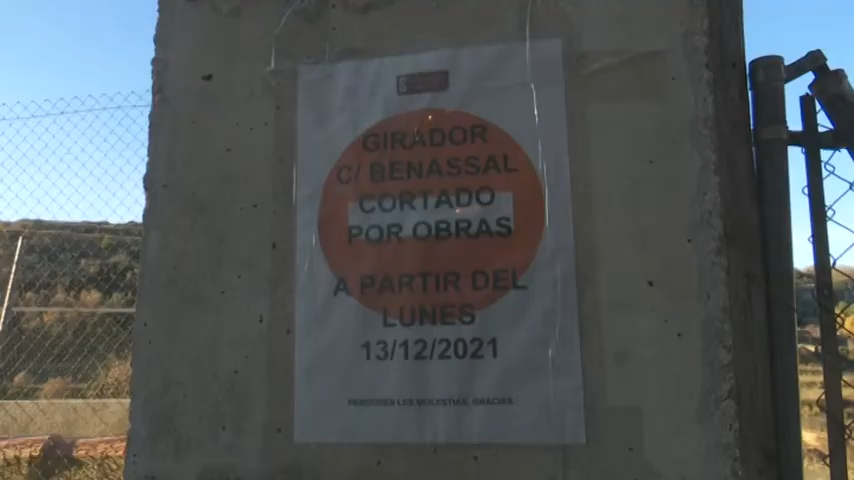 GIRADOR
C/ BENASSAL
CORTADO
POR OBRAS
A PARTIR DEL
LUNES
13/12/2021
PERDONEN LES MOLESTIAS, GRACIAS